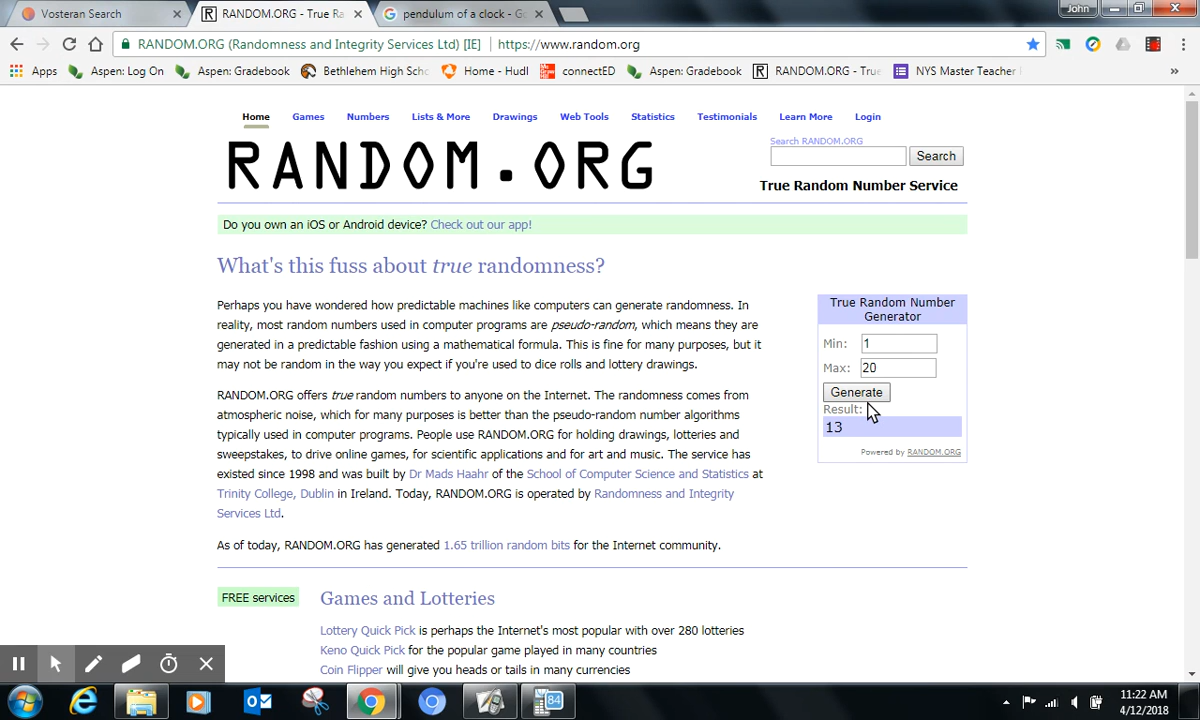 Vosteran Search
RANDOM.ORG - True Ra
pendulum of a clock - Go
John
RANDOM.ORG (Randomness and Integrity Services Ltd) [IE]
https://www.random.org
Apps
Aspen: Log On
Aspen: Gradebook
Bethlehem High Scho
Home - Hudl
connectED
Aspen: Gradebook
RANDOM.ORG - True
NYS Master Teacher
Home Games Numbers Lists & More Drawings Web Tools Statistics Testimonials Learn More Login
RANDOM.ORG
Search RANDOM.ORG
Search
True Random Number Service
Do you own an iOS or Android device? Check out our app!
What's this fuss about true randomness?
Perhaps you have wondered how predictable machines like computers can generate randomness. In
reality, most random numbers used in computer programs are pseudo-random, which means they are
generated in a predictable fashion using a mathematical formula. This is fine for many purposes, but it
may not be random in the way you expect if you're used to dice rolls and lottery drawings.
RANDOM.ORG offers true random numbers to anyone on the Internet. The randomness comes from
atmospheric noise, which for many purposes is better than the pseudo-random number algorithms
typically used in computer programs. People use RANDOM.ORG for holding drawings, lotteries and
sweepstakes, to drive online games, for scientific applications and for art and music. The service has
existed since 1998 and was built by Dr Mads Haahr of the School of Computer Science and Statistics at
Trinity College, Dublin in Ireland. Today, RANDOM.ORG is operated by Randomness and Integrity
Services Ltd.
As of today, RANDOM.ORG has generated 1.65 trillion random bits for the Internet community.
True Random Number
Generator
Min: 1
Max: 20
Generate
Result:
13
Powered by RANDOM.ORG
FREE services
Games and Lotteries
Lottery Quick Pick is perhaps the Internet's most popular with over 280 lotteries
Keno Quick Pick for the popular game played in many countries
Coin Flipper will give you heads or tails in many currencies
84
11:22 AM
4/12/2018